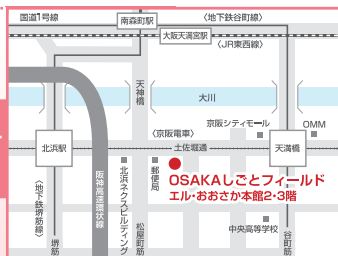 国道1号線
南森町駅
〈地下鉄谷町線〉
大阪天満宮駅
〈JR東西線〉
天神橋
大川
京阪シティモール
OMM
〈京阪電車〉
北浜駅
土佐堀通
天満橋
阪神高速環状線
北浜ネクスビルディング
郵便局
OSAKAしごとフィールド
エル・おおさか本館2・3階
〈地下鉄堺筋線〉
堺筋
松屋町筋
中央高等学校
谷町筋